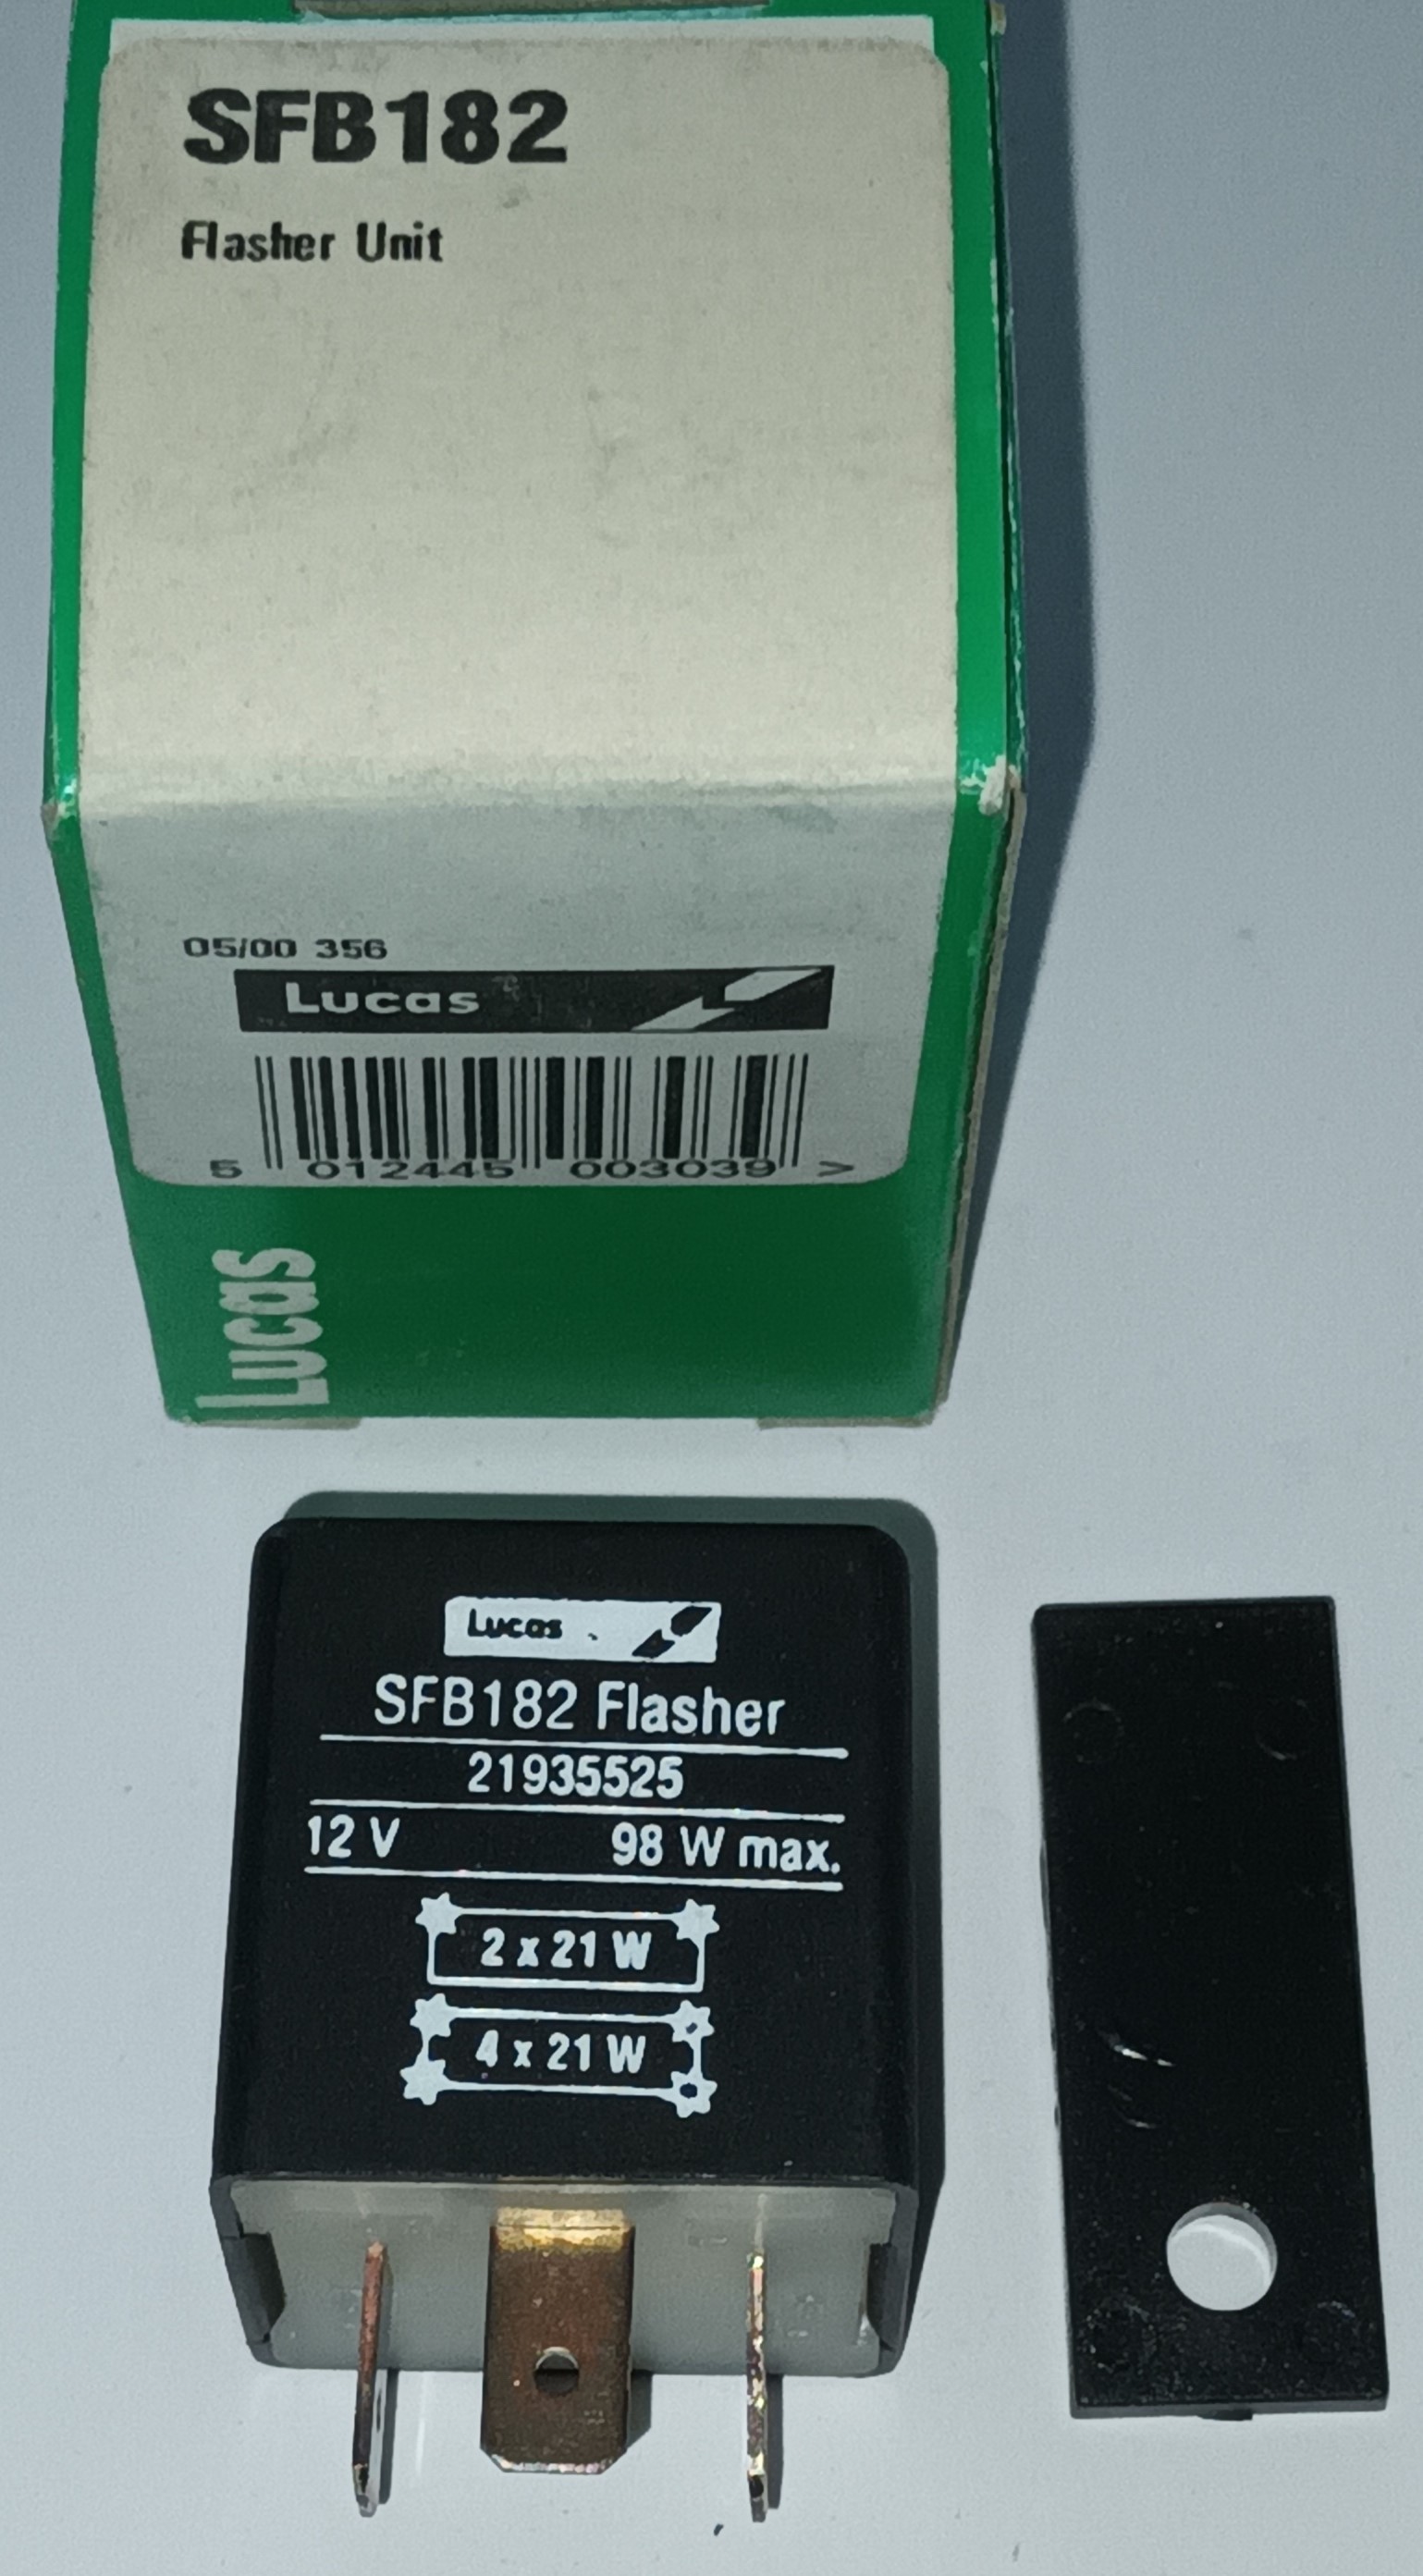 SFB182
Flasher Unit
05/00 356
Lucas
5 012445 003039 >
Lucas
Lucas
SFB182 Flasher
21935525
12 V 98 W max.
2 x 21 W
4 x 21 W